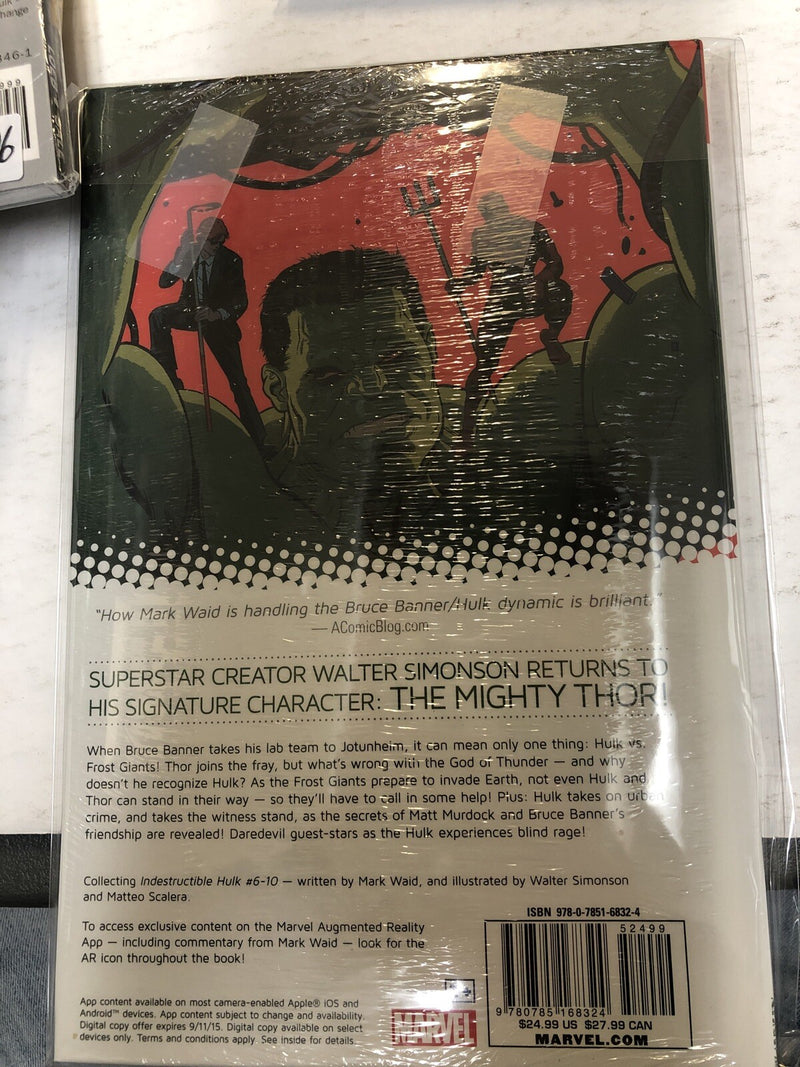 hange
346-1
999
6
"How Mark Waid is handling the Bruce Banner/Hulk dynamic is brilliant."
— AComicBlog.com
SUPERSTAR CREATOR WALTER SIMONSON RETURNS TO
HIS SIGNATURE CHARACTER: THE MIGHTY THOR!
When Bruce Banner takes his lab team to Jotunheim, it can mean only one thing: Hulk vs.
Frost Giants! Thor joins the fray, but what's wrong with the God of Thunder — and why
doesn't he recognize Hulk? As the Frost Giants prepare to invade Earth, not even Hulk and
Thor can stand in their way — so they'll have to call in some help! Plus: Hulk takes on urban
crime, and takes the witness stand, as the secrets of Matt Murdock and Bruce Banner's
friendship are revealed! Daredevil guest-stars as the Hulk experiences blind rage!
Collecting Indestructible Hulk #6-10 — written by Mark Waid, and illustrated by Walter Simonson
and Matteo Scalera.
To access exclusive content on the Marvel Augmented Reality
App — including commentary from Mark Waid — look for the
AR icon throughout the book!
App content available on most camera-enabled Apple® iOS and
Android™ devices. App content subject to change and availability.
Digital copy offer expires 9/11/15. Digital copy available on select
devices only. Terms and conditions apply. See inside for details.
MARVEL
ISBN 978-0-7851-6832-4
52499
9 780785 168324
$24.99 US $27.99 CAN
MARVEL.COM